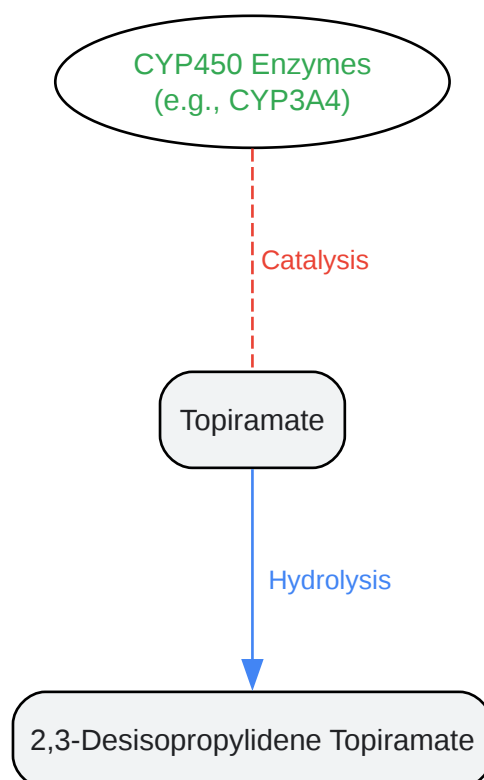 CYP450 Enzymes
(e.g., CYP3A4)
Catalysis
Topiramate
Hydrolysis
2,3-Desisopropylidene Topiramate